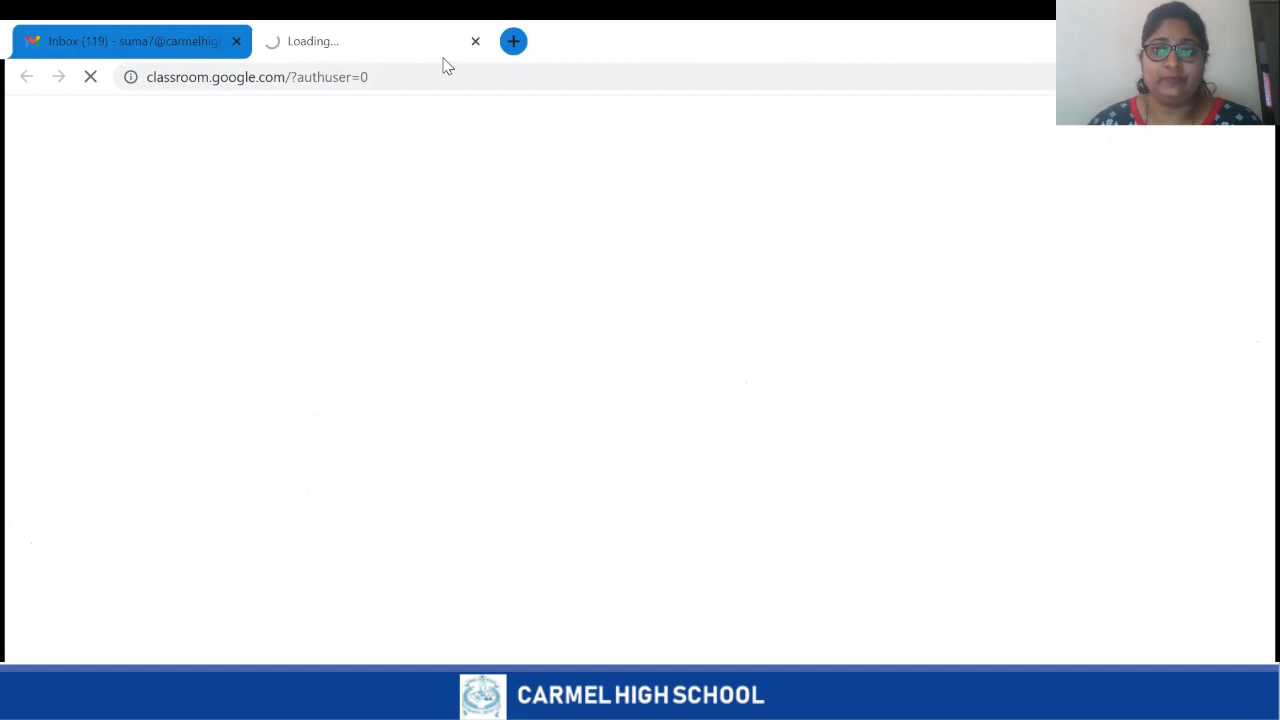 Inbox (119) - suma7@carmelhig
Loading...
classroom.google.com/?authuser=0
CARMEL HIGH SCHOOL